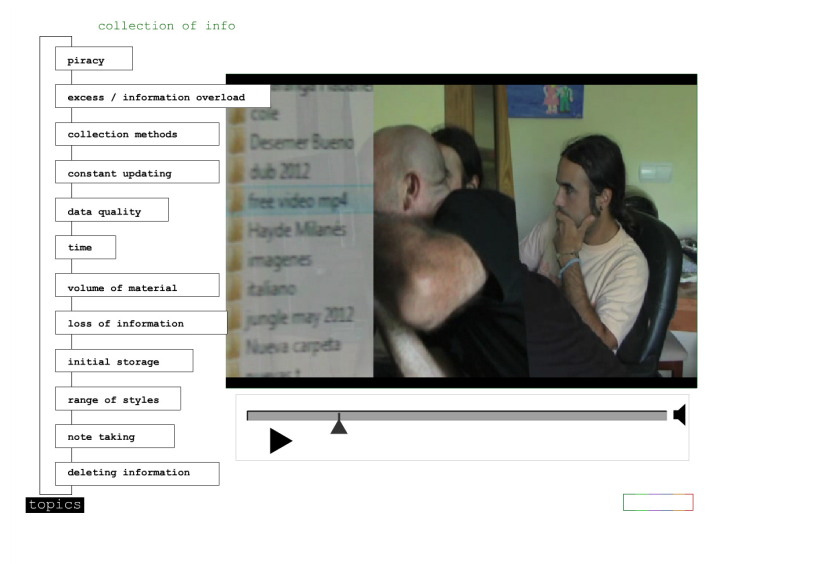 collection of info
piracy
excess / information overload
collection methods
constant updating
data quality
time
volume of material
loss of information
initial storage
range of styles
note taking
deleting information
topics
cole
Desemer Bueno
dub 2012
free video mp4
Hayde Milanés
imagenes
italiano
jungle may 2012
Nueva carpeta